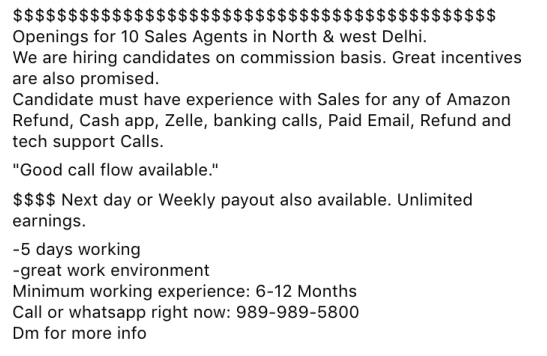 $$$$$$$$$$$$$$$$$$$$$$$$$$$$$$$$$$$$$$$$$$$$
Openings for 10 Sales Agents in North & west Delhi.
We are hiring candidates on commission basis. Great incentives
are also promised.
Candidate must have experience with Sales for any of Amazon
Refund, Cash app, Zelle, banking calls, Paid Email, Refund and
tech support Calls.
"Good call flow available."
$$$$ Next day or Weekly payout also available. Unlimited
earnings.
-5 days working
-great work environment
Minimum working experience: 6-12 Months
Call or whatsapp right now: 989-989-5800
Dm for more info